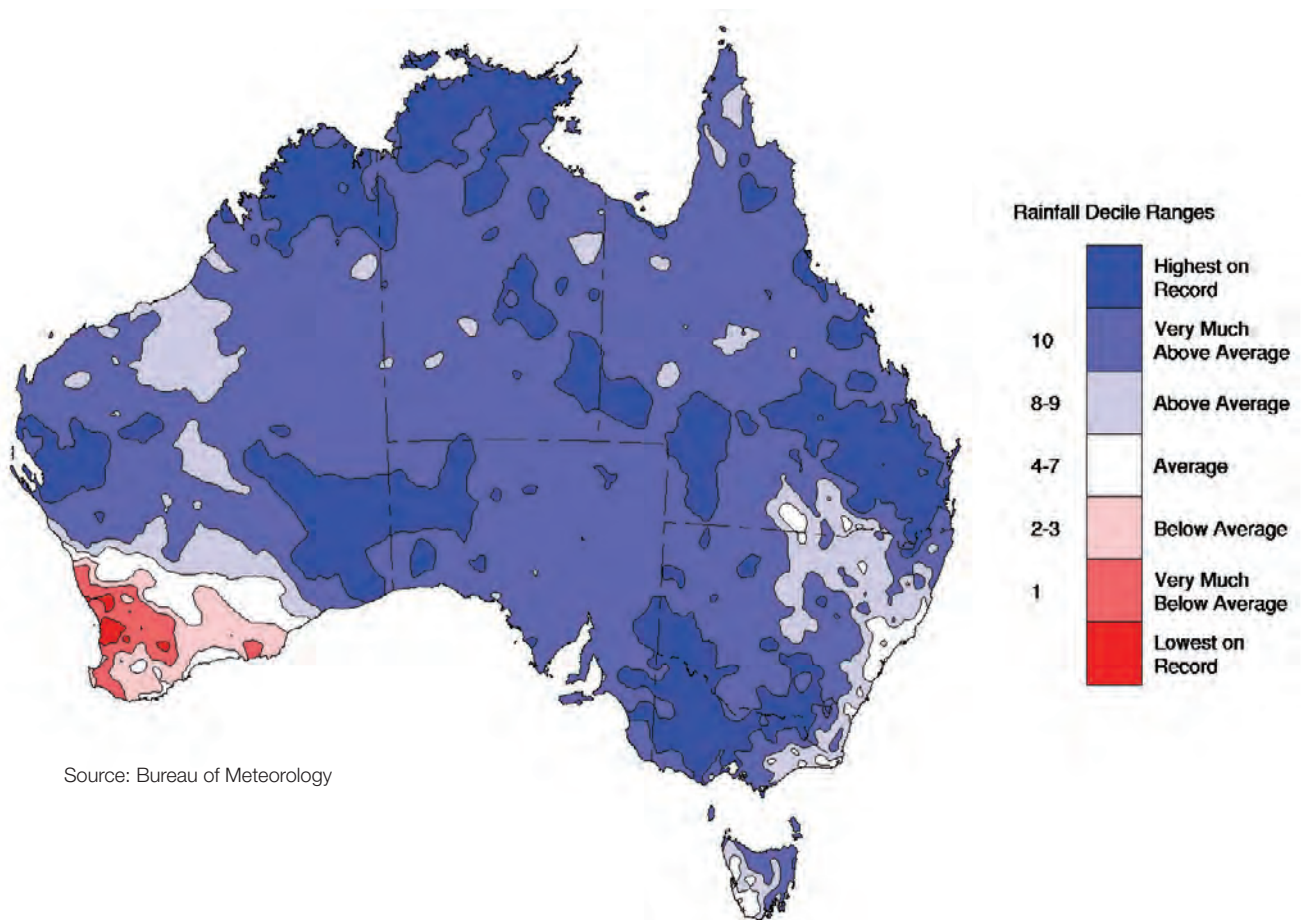 Rainfall Decile Ranges
Highest on
Record
10
Very Much
Above Average
8-9
Above Average
4-7
Average
2-3
Below Average
1
Very Much
Below Average
Lowest on
Record
Source: Bureau of Meteorology